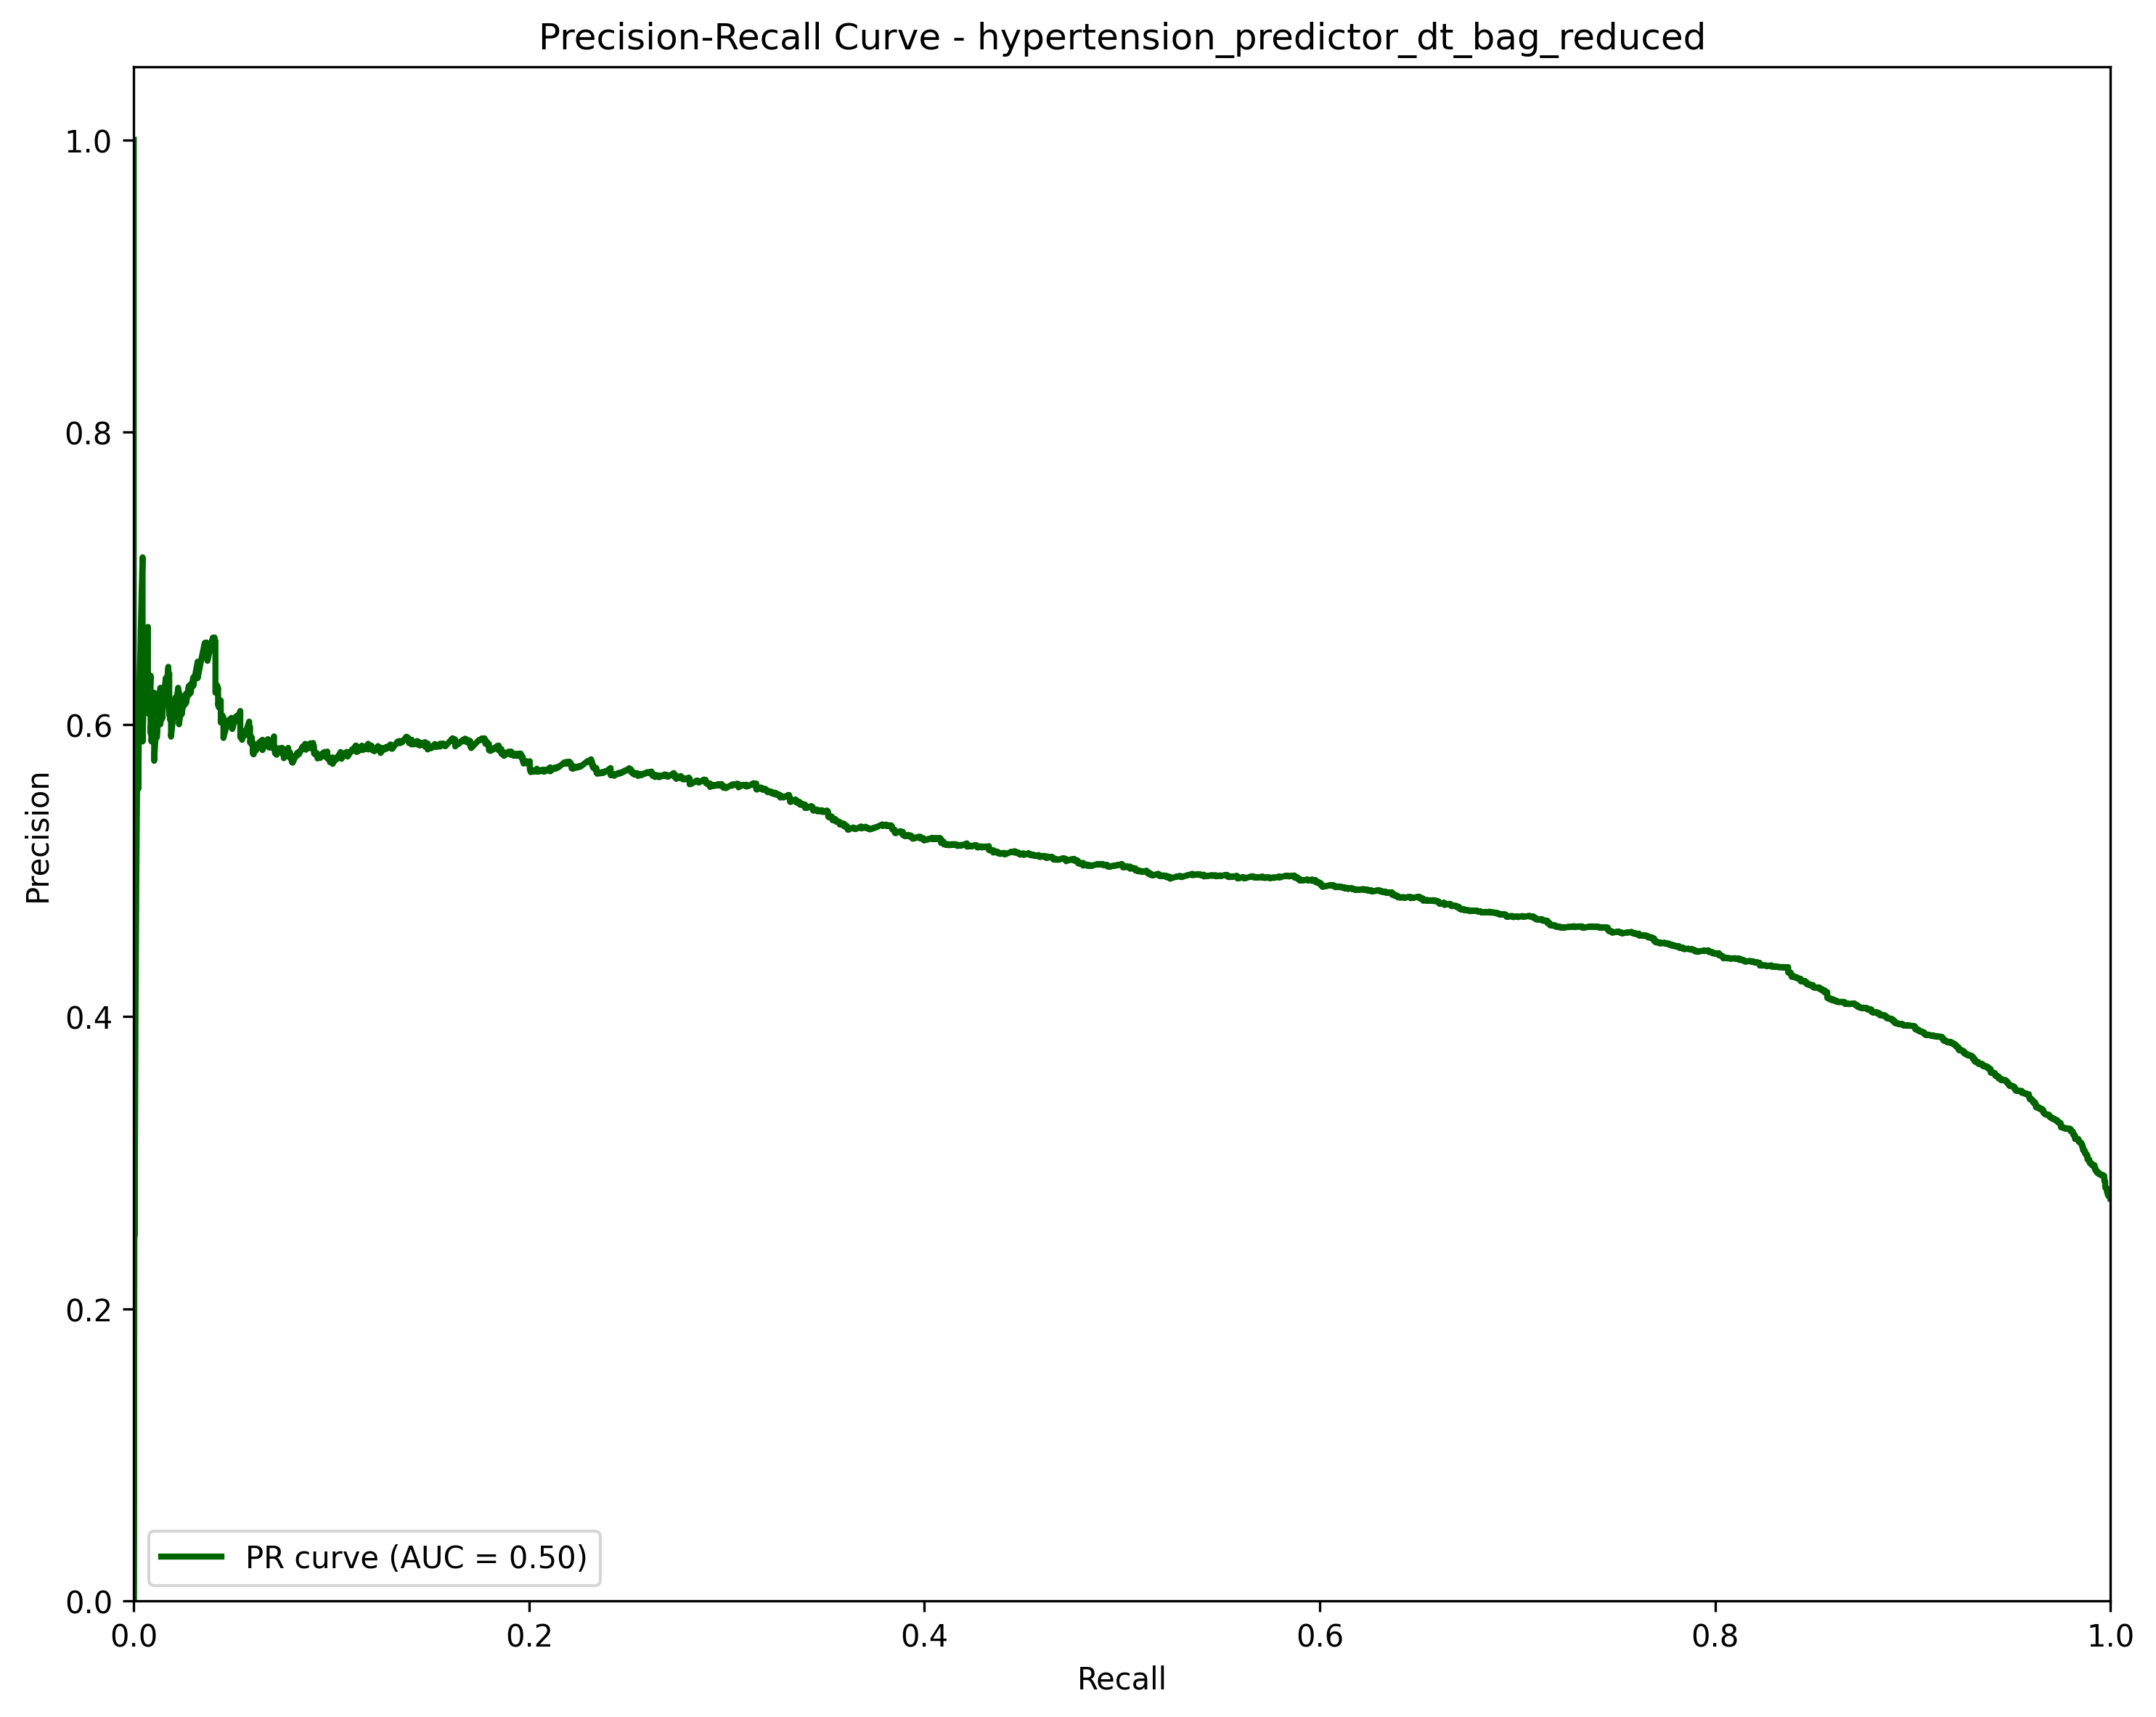 Precision-Recall Curve - hypertension_predictor_dt_bag_reduced
1.0
0.8
0.6
0.4
0.2
0.0
Precision
PR curve (AUC = 0.50)
0.0 0.2 0.4 0.6 0.8 1.0
Recall